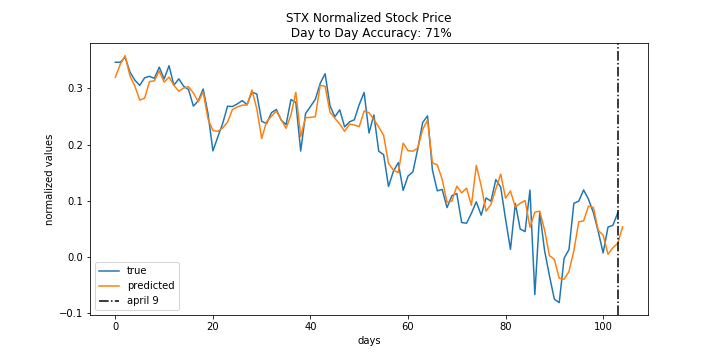 STX Normalized Stock Price
Day to Day Accuracy: 71%
normalized values
0.3
0.2
0.1
0.0
−0.1
true
predicted
april 9
0
20
40
60
80
100
days